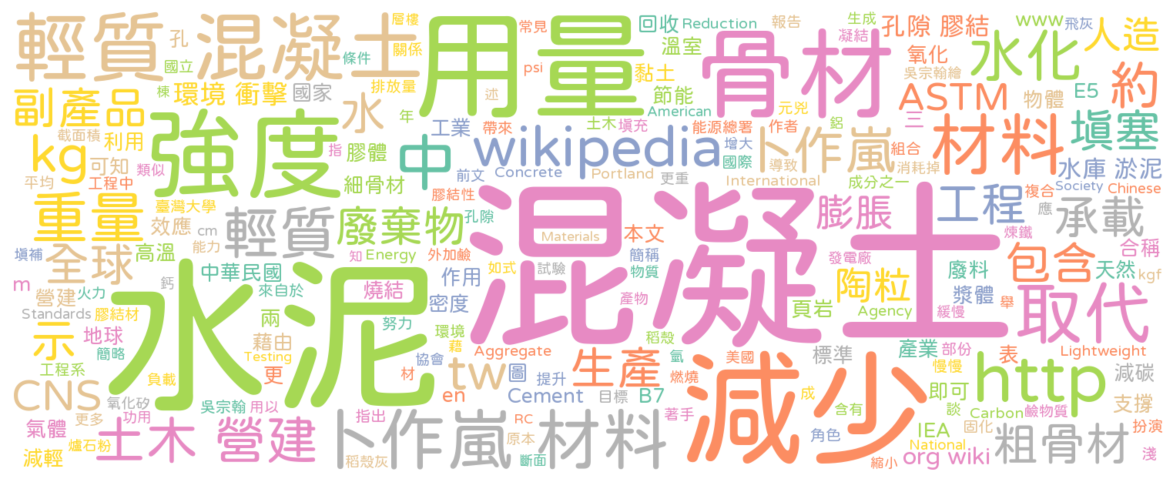 輕質 混凝土
用量
骨材
水化
人造
層樓
常見
回收
Reduction
報告
生成
孔隙 膠結
www
飛灰
孔
關係
國立
條件
排放量
psi
溫室
黏土
凝結
氧化
吳宗翰繪
副產品
棟
環境 衝擊
國家
述
節能
American
元兇
ASTM
物體
E5
約
截面積
利用
水
年
工業
帶來
土木
填充
能源總署
作者
三
強度
中
wikipedia
增大
國際
卜作嵐
組合
材料
填塞
kg
可知
指
膠體
類似
平均
工程中
細骨材
前文
Concrete
Portland
更重
導致
International
消耗掉
成分之一
水庫 淤泥
Society
Chinese
鋁
重量
臺灣大學
效應
cm
輕質
廢棄物
膠結性
孔隙
混凝土
膨脹
工程
複合
應
煉鐵
承載
填補
能力
高溫
知
Energy
外加鹼
Materials
本文
簡稱
全球
中華民國
作用
如式
試驗
物質
發電廠
合稱
包含
天然
kgf
m
營建
火力
鈣
來自於
燒結
密度
產物
陶粒
頁岩
廢料
漿體
舉
Standards
膠結材
水泥
兩
努力
環境
稻殼
Agency
緩慢
取代
示
地球
簡略
藉由
Testing
協會
藉
Aggregate
氫
美國
標準
產業
部份
表
Lightweight
工程系
負載
更
材
tw
圖
提升
生產
燃燒
減少
慢慢
http
減碳
CNS
氧化矽
en
Cement
目標
B7
成
即可
支撐
更多
功用
吳宗翰
用以
指出
RC
著手
含有
談
Carbon
鹼物質
氣體
爐石粉
土木 營建
卜作嵐 材料
原本
角色
IEA
固化
扮演
National
粗骨材
減輕
稻殼灰
斷面
縮小
org wiki
淺